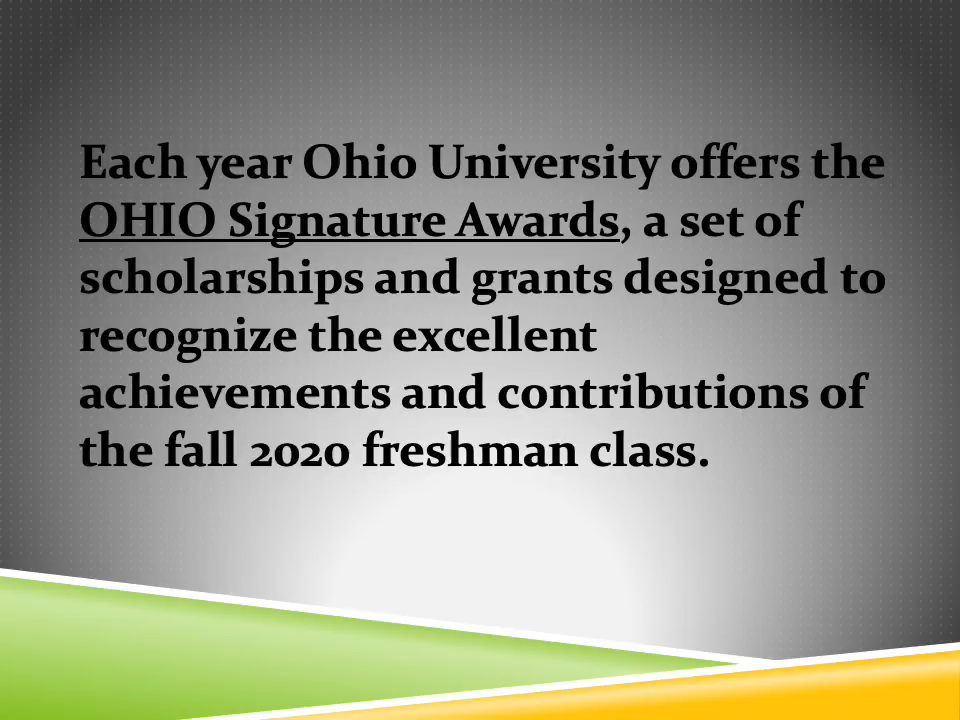 Each year Ohio University offers the
OHIO Signature Awards, a set of
scholarships and grants designed to
recognize the excellent
achievements and contributions of
the fall 2020 freshman class.